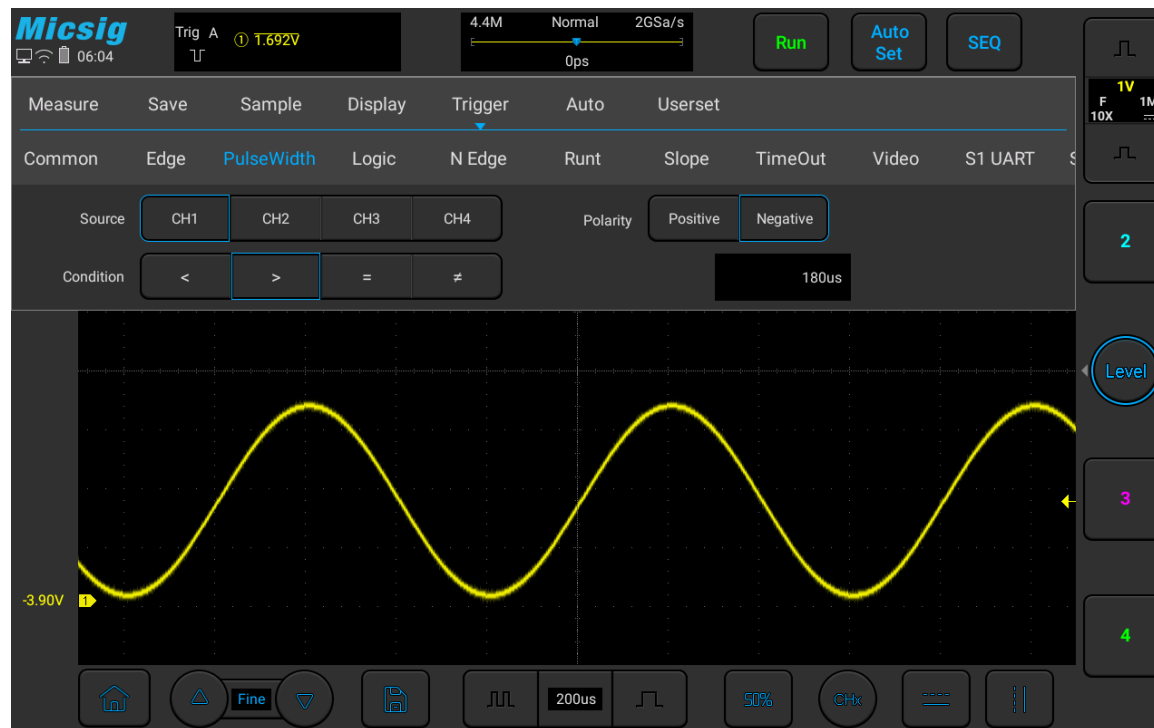 Micsig
06:04
Trig A
① 1.692V
4.4M Normal 2GSa/s
0ps
Run
Auto Set
SEQ
Measure Save Sample Display Trigger Auto Userset
Common Edge PulseWidth Logic N Edge Runt Slope TimeOut Video S1 UART
Source CH1 CH2 CH3 CH4
Polarity Positive Negative
Condition < > = ≠
180us
1V
F 1M
10X
2
Level
3
4
-3.90V 1
Fine
200us
50%
CHx